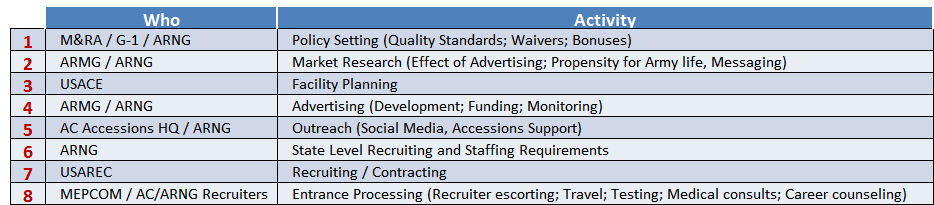 Who Activity
1 M&RA / G-1 / ARNG Policy Setting (Quality Standards; Waivers; Bonuses)
2 ARMG / ARNG Market Research (Effect of Advertising; Propensity for Army life, Messaging)
3 USACE Facility Planning
4 ARMG / ARNG Advertising (Development; Funding; Monitoring)
5 AC Accessions HQ / ARNG Outreach (Social Media, Accessions Support)
6 ARNG State Level Recruiting and Staffing Requirements
7 USAREC Recruiting / Contracting
8 MEPCOM / AC/ARNG Recruiters Entrance Processing (Recruiter escorting; Travel; Testing; Medical consults; Career counseling)